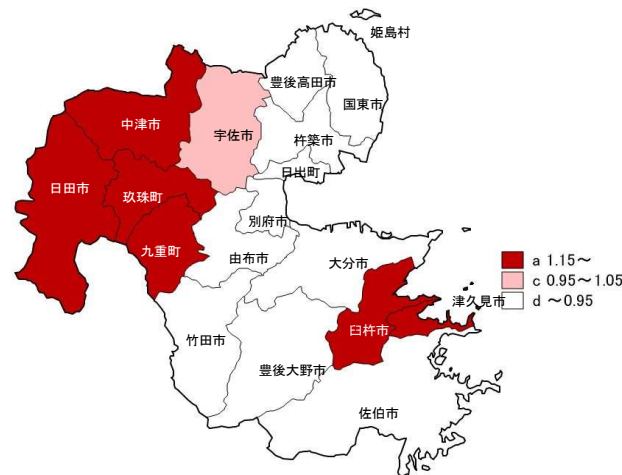 姫島村
豊後高田市
国東市
中津市
宇佐市
杵築市
日出町
日田市
玖珠町
別府市
九重町
由布市
大分市
a 1.15～
c 0.95～1.05
d ～0.95
津久見市
臼杵市
竹田市
豊後大野市
佐伯市